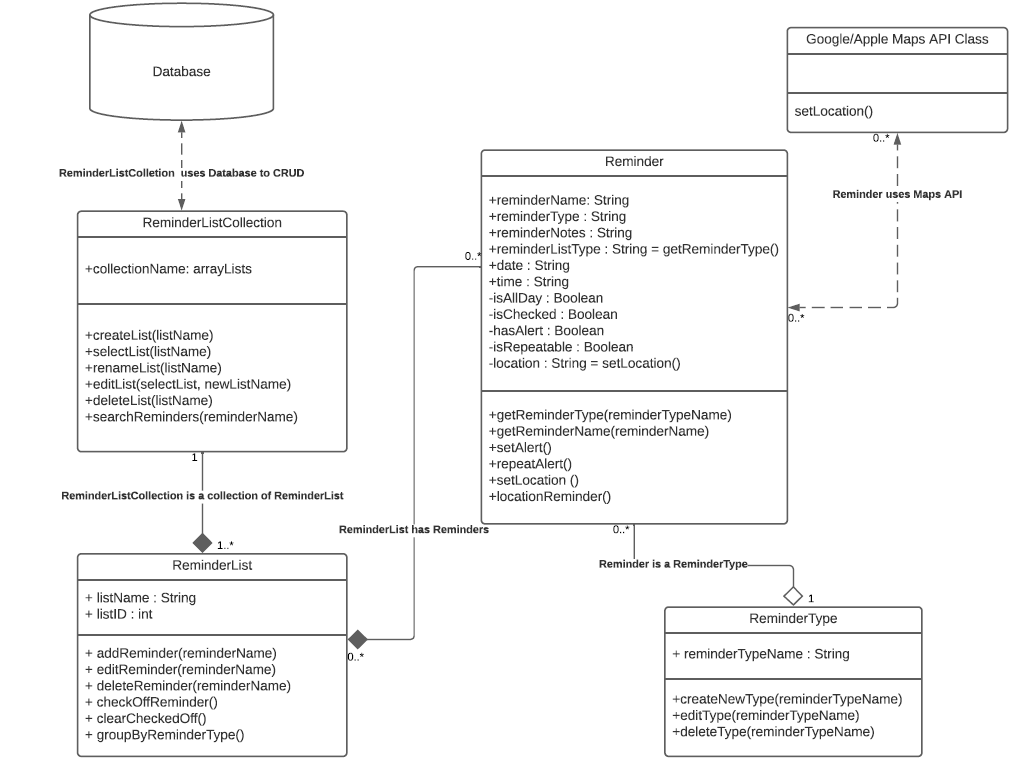 Database
Google/Apple Maps API Class
setLocation()
0..*
Reminder uses Maps API
0..*
ReminderListColletion uses Database to CRUD
ReminderListCollection
+collectionName: arrayLists
+createList(listName)
+selectList(listName)
+renameList(listName)
+editList(selectList, newListName)
+deleteList(listName)
+searchReminders(reminderName)
1
ReminderListCollection is a collection of ReminderList
1..*
Reminder
+reminderName: String
+reminderType : String
+reminderNotes : String
+reminderListType : String = getReminderType()
+date : String
+time : String
-isAllDay : Boolean
-isChecked : Boolean
-hasAlert : Boolean
-isRepeatable : Boolean
-location : String = setLocation()
+getReminderType(reminderTypeName)
+getReminderName(reminderName)
+setAlert()
+repeatAlert()
+setLocation ()
+locationReminder()
0..*
ReminderList has Reminders
0..*
ReminderList
+ listName : String
+ listID : int
+ addReminder(reminderName)
+ editReminder(reminderName)
+ deleteReminder(reminderName)
+ checkOffReminder()
+ clearCheckedOff()
+ groupByReminderType()
0..*
Reminder is a ReminderType
1
ReminderType
+ reminderTypeName : String
+createNewType(reminderTypeName)
+editType(reminderTypeName)
+deleteType(reminderTypeName)